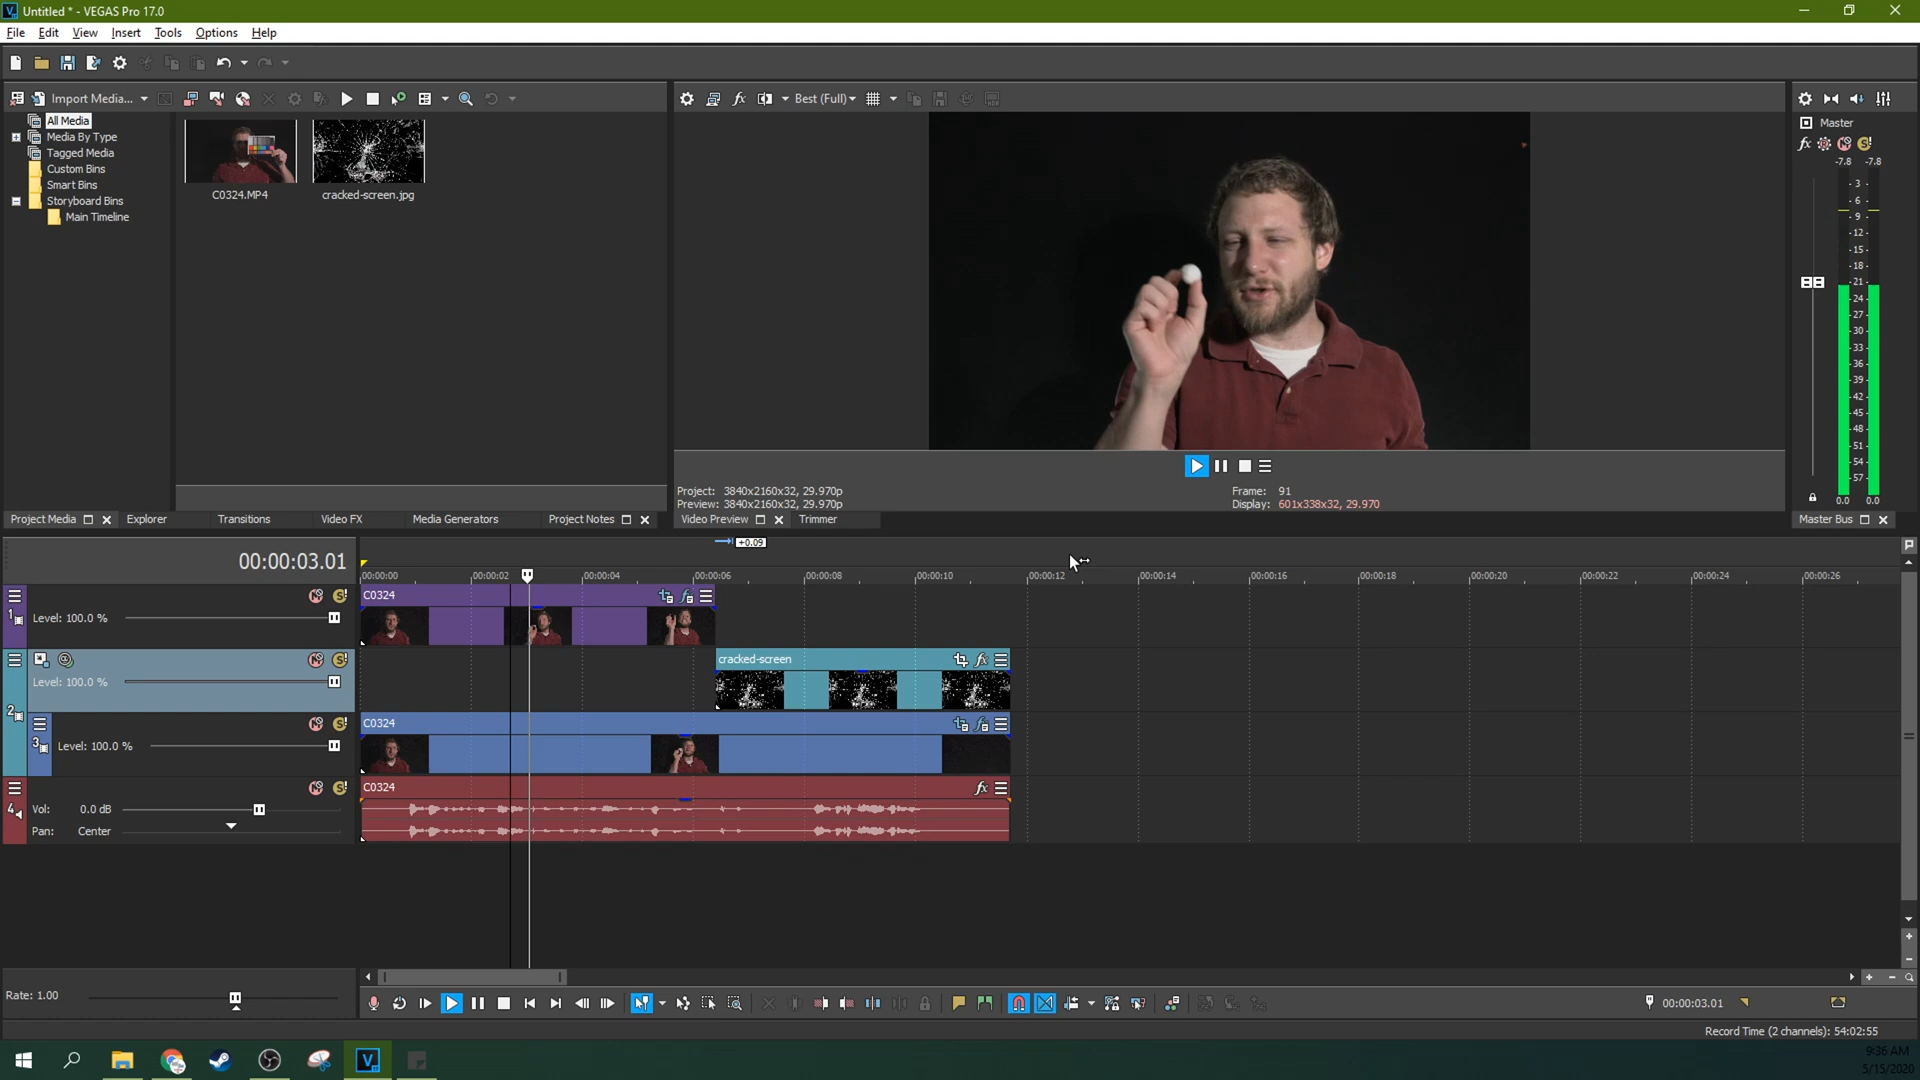 Untitled * - VEGAS Pro 17.0
File Edit View Insert Tools Options Help
Import Media...
Best (Full)
All Media
Media By Type
Tagged Media
Custom Bins
Smart Bins
Storyboard Bins
Main Timeline
C0324.MP4
cracked-screen.jpg
Master
-7.8 -7.8
3
6
9
12
15
18
21
24
27
30
33
36
39
42
45
48
51
54
57
0.0 0.0
Project: 3840x2160x32, 29.970p
Preview: 3840x2160x32, 29.970p
Frame: 91
Display: 601x338x32, 29.970
Project Media Explorer Transitions Video FX Media Generators Project Notes
Video Preview Trimmer
Master Bus
00:00:03.01
+0.09
00:00:00 00:00:02 00:00:04 00:00:06 00:00:08 00:00:10 00:00:12 00:00:14 00:00:16 00:00:18 00:00:20 00:00:22 00:00:24 00:00:26
1
Level: 100.0 %
C0324
2
Level: 100.0 %
cracked-screen
3
Level: 100.0 %
C0324
4
Vol: 0.0 dB
Pan: Center
C0324
Rate: 1.00
00:00:03.01
Record Time (2 channels): 54:02:55
9:36 AM
5/15/2020